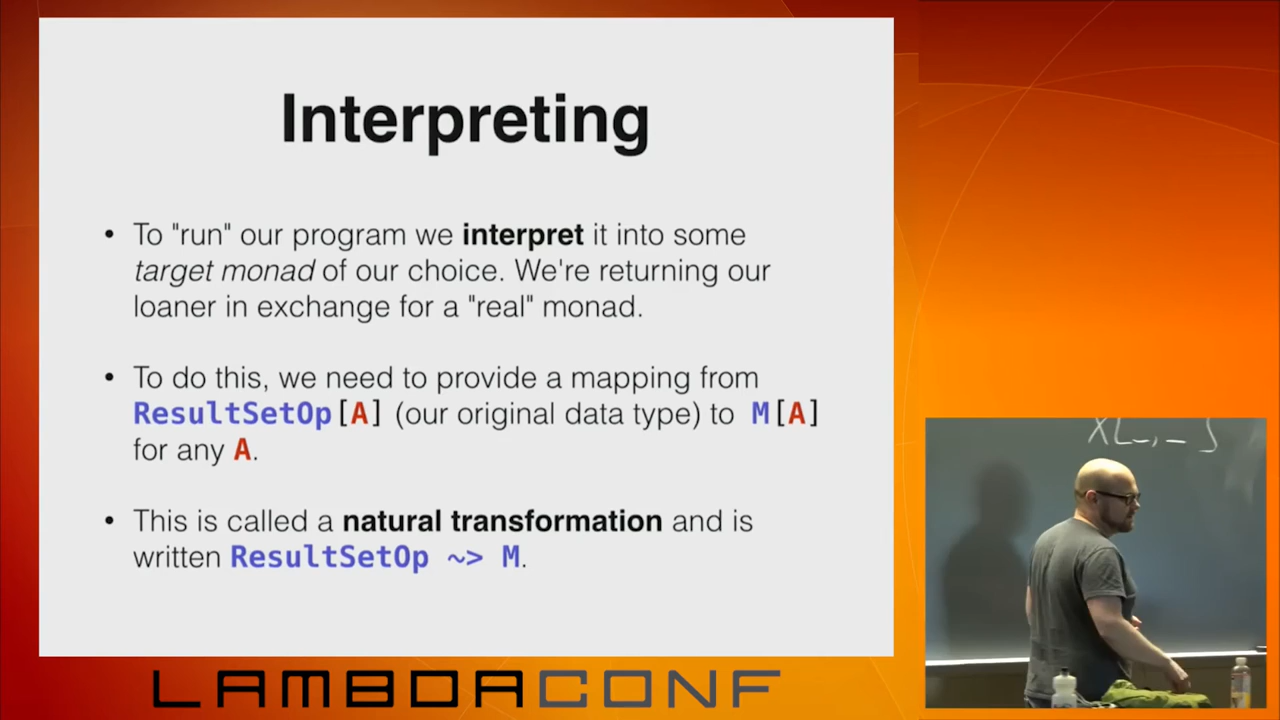 Interpreting
• To "run" our program we interpret it into some
target monad of our choice. We're returning our
loaner in exchange for a "real" monad.
• To do this, we need to provide a mapping from
ResultSetOp[A] (our original data type) to M[A]
for any A.
• This is called a natural transformation and is
written ResultSetOp ~> M.
LAMBDACONF